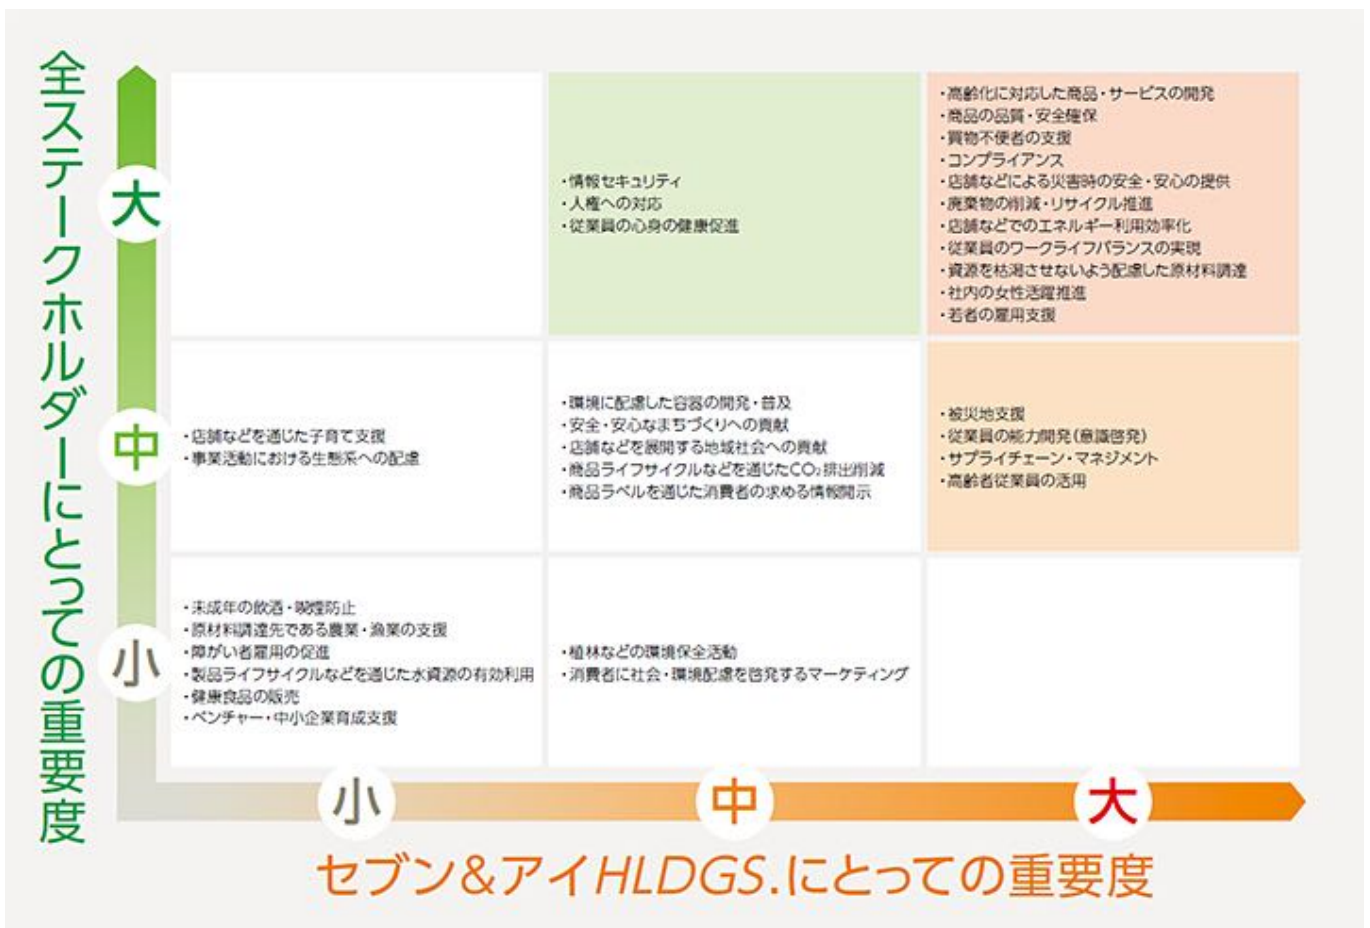 全ステークホルダーにとっての重要度
大
・情報セキュリティ
・人権への対応
・従業員の心身の健康促進
・高齢化に対応した商品・サービスの開発
・商品の品質・安全確保
・買物不便者の支援
・コンプライアンス
・店舗などによる災害時の安全・安心の提供
・廃棄物の削減・リサイクル推進
・店舗などでのエネルギー利用効率化
・従業員のワークライフバランスの実現
・資源を枯渇させないよう配慮した原材料調達
・社内の女性活躍推進
・若者の雇用支援
中
・店舗などを通じた子育て支援
・事業活動における生態系への配慮
・環境に配慮した容器の開発・普及
・安全・安心なまちづくりへの貢献
・店舗などを展開する地域社会への貢献
・商品ライフサイクルなどを通じたCO₂排出削減
・商品ラベルを通じた消費者の求める情報開示
・被災地支援
・従業員の能力開発(意識啓発)
・サプライチェーン・マネジメント
・高齢者従業員の活用
小
・未成年の飲酒・喫煙防止
・原材料調達先である農業・漁業の支援
・障がい者雇用の促進
・製品ライフサイクルなどを通じた水資源の有効利用
・健康食品の販売
・ベンチャー・中小企業育成支援
・植林などの環境保全活動
・消費者に社会・環境配慮を啓発するマーケティング
小
中
大
セブン&アイHLDGS.にとっての重要度